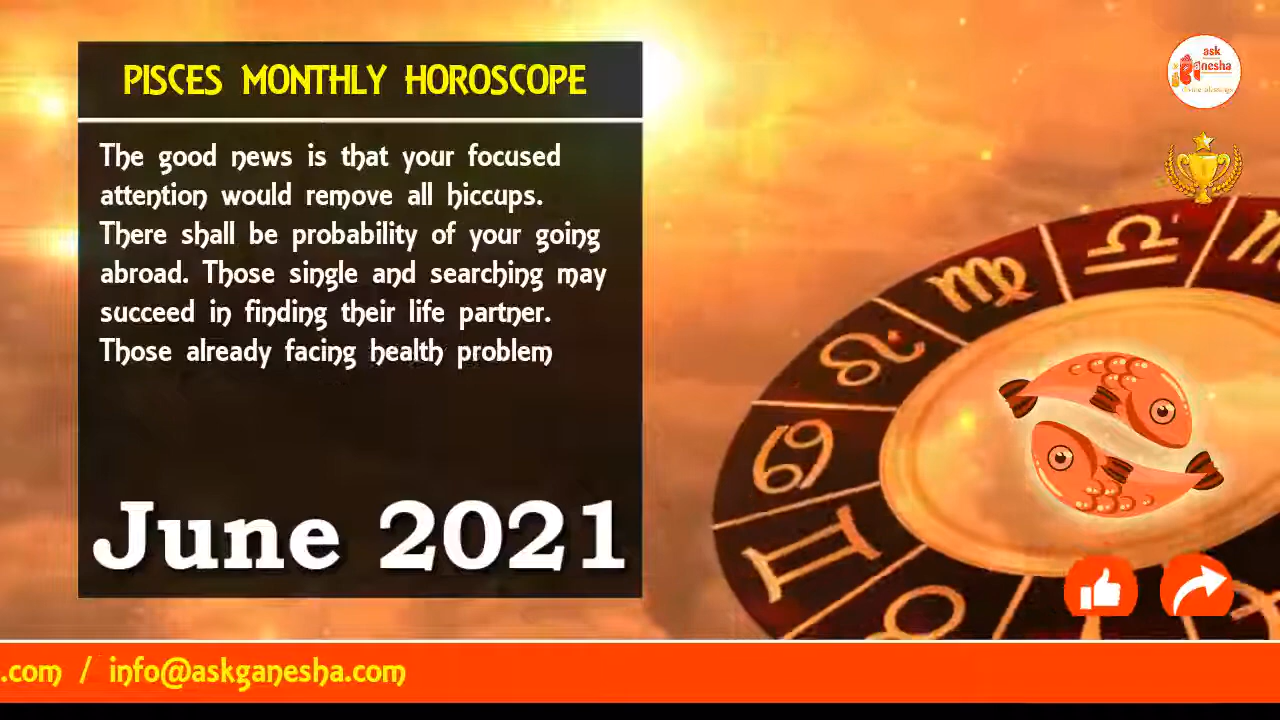 PISCES MONTHLY HOROSCOPE
The good news is that your focused
attention would remove all hiccups.
There shall be probability of your going
abroad. Those single and searching may
succeed in finding their life partner.
Those already facing health problem
June 2021
ask
nesha
.com / info@askganesha.com